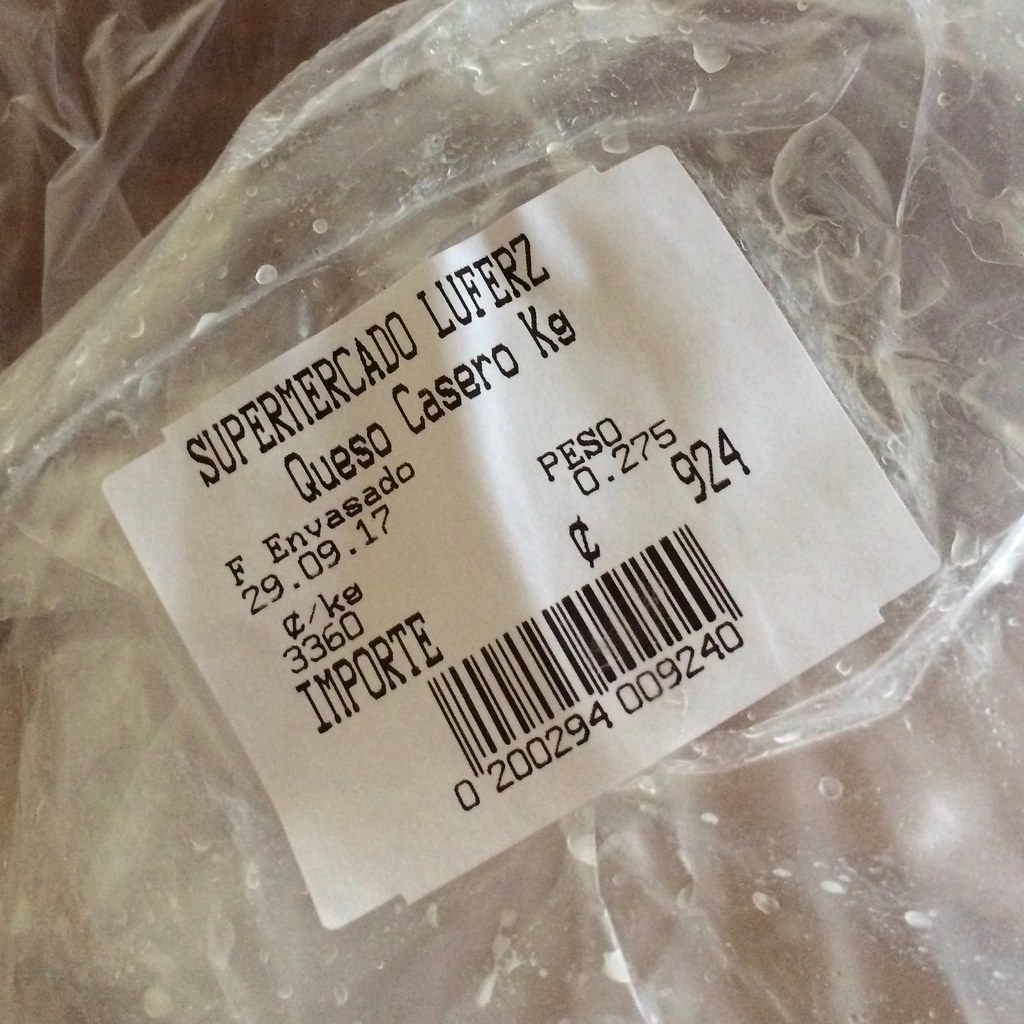 SUPERMERCADO LUFERZ
Queso Casero Kg
F Envasado
29.09.17
PESO
0.275
₡/kg
3360
IMPORTE
₡ 924
0 200294 009240